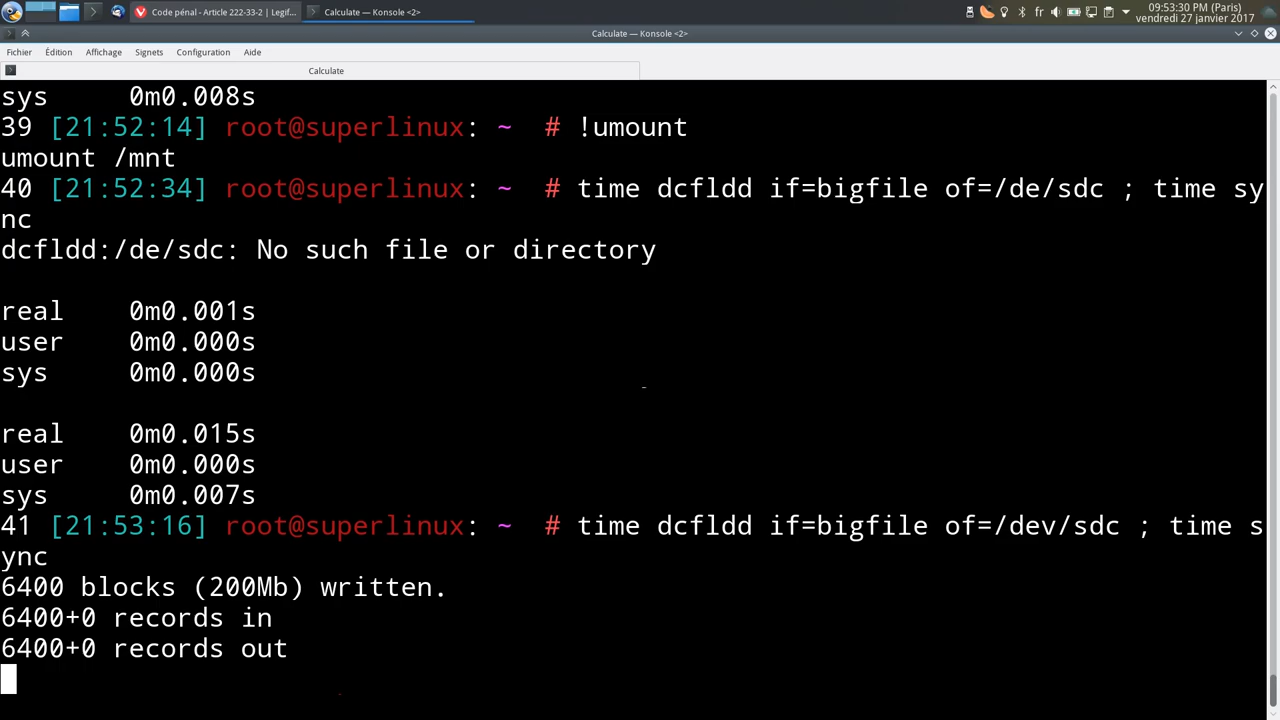 Code pénal - Article 222-33-2 | Legif...
Calculate — Konsole <2>
fr
09:53:30 PM (Paris)
vendredi 27 janvier 2017
Calculate — Konsole <2>
Fichier Édition Affichage Signets Configuration Aide
Calculate
sys 0m0.008s
39 [21:52:14] root@superlinux: ~ # !umount
umount /mnt
40 [21:52:34] root@superlinux: ~ # time dcfldd if=bigfile of=/de/sdc ; time sy
nc
dcfldd:/de/sdc: No such file or directory
real 0m0.001s
user 0m0.000s
sys 0m0.000s
real 0m0.015s
user 0m0.000s
sys 0m0.007s
41 [21:53:16] root@superlinux: ~ # time dcfldd if=bigfile of=/dev/sdc ; time s
ync
6400 blocks (200Mb) written.
6400+0 records in
6400+0 records out